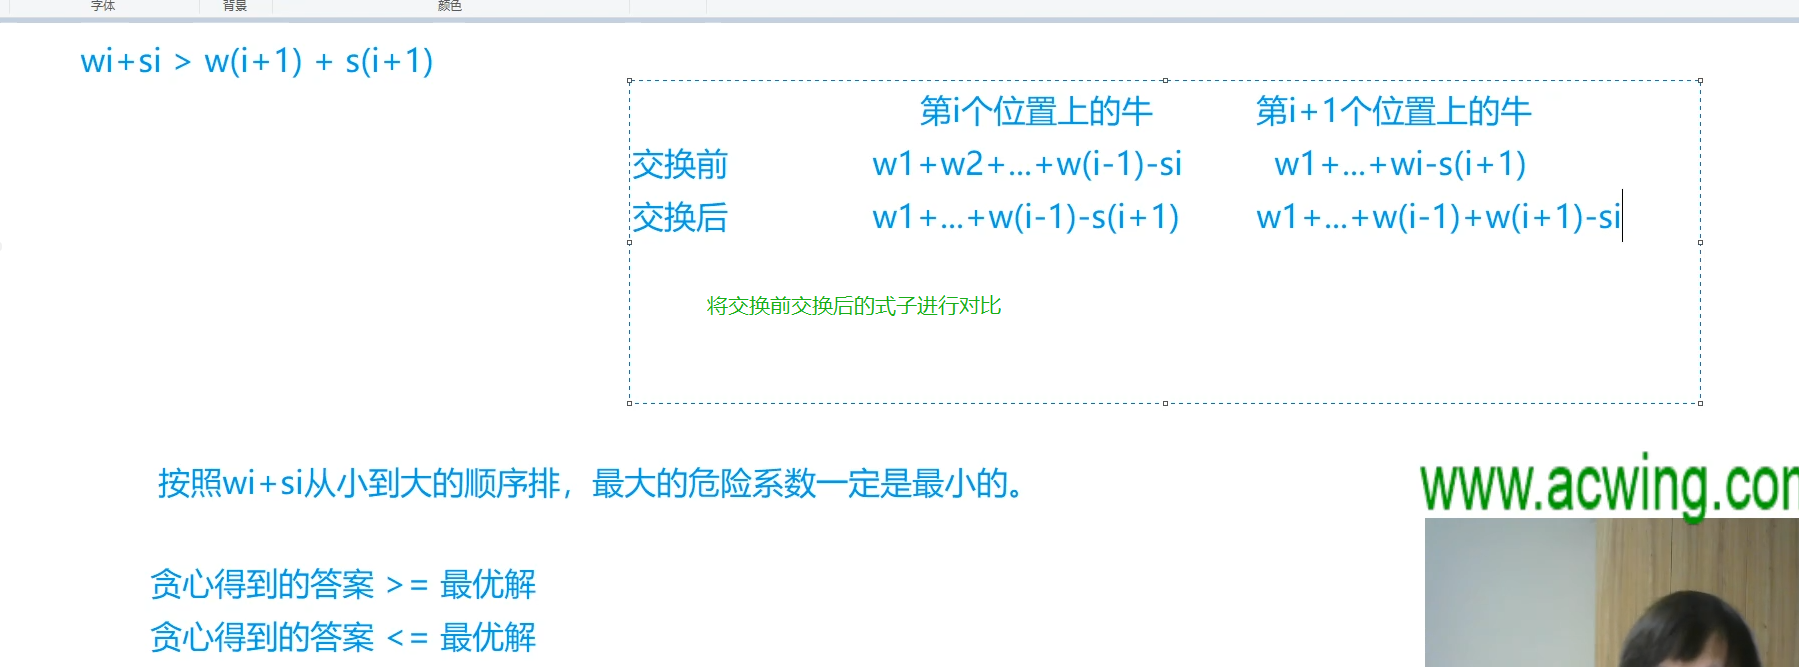 字体 背景 颜色
wi+si > w(i+1) + s(i+1)
第i个位置上的牛 第i+1个位置上的牛
交换前 w1+w2+...+w(i-1)-si w1+...+wi-s(i+1)
交换后 w1+...+w(i-1)-s(i+1) w1+...+w(i-1)+w(i+1)-si
将交换前交换后的式子进行对比
按照wi+si从小到大的顺序排，最大的危险系数一定是最小的。
www.acwing.com
贪心得到的答案 >= 最优解
贪心得到的答案 <= 最优解